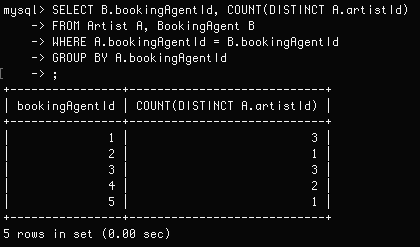 mysql> SELECT B.bookingAgentId, COUNT(DISTINCT A.artistId)
    -> FROM Artist A, BookingAgent B
    -> WHERE A.bookingAgentId = B.bookingAgentId
    -> GROUP BY A.bookingAgentId
[   -> ;
+----------------+----------------------------+
| bookingAgentId | COUNT(DISTINCT A.artistId) |
+----------------+----------------------------+
|              1 |                          3 |
|              2 |                          1 |
|              3 |                          3 |
|              4 |                          2 |
|              5 |                          1 |
+----------------+----------------------------+
5 rows in set (0.00 sec)